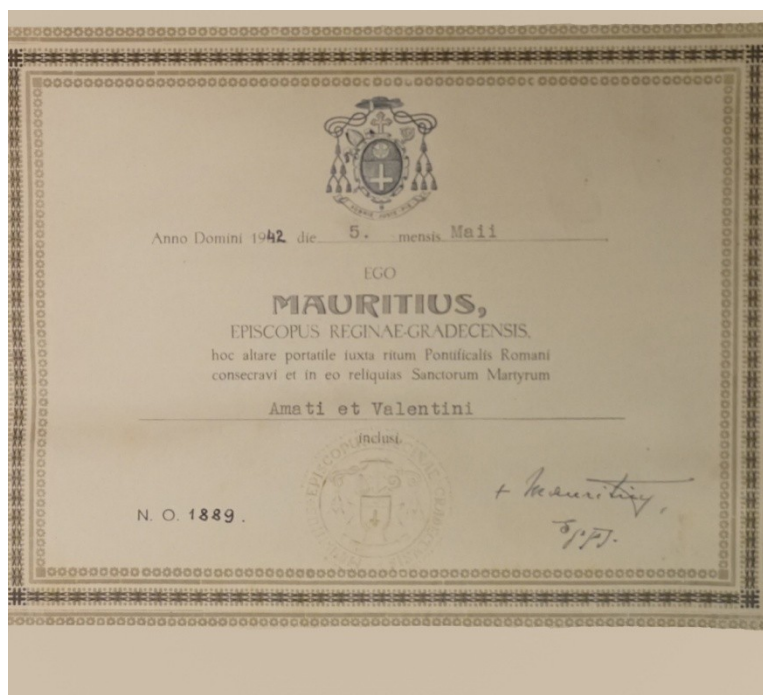 Anno Domini 1942 die 5. mensis Maii
EGO
MAURITIUS,
EPISCOPUS REGINAE-GRADECENSIS,
hoc altare portatile iuxta ritum Pontificalis Romani
consecravi et in eo reliquias Sanctorum Martyrum
Amati et Valentini
inclusi.
+ Mauritius,
N. O. 1889.